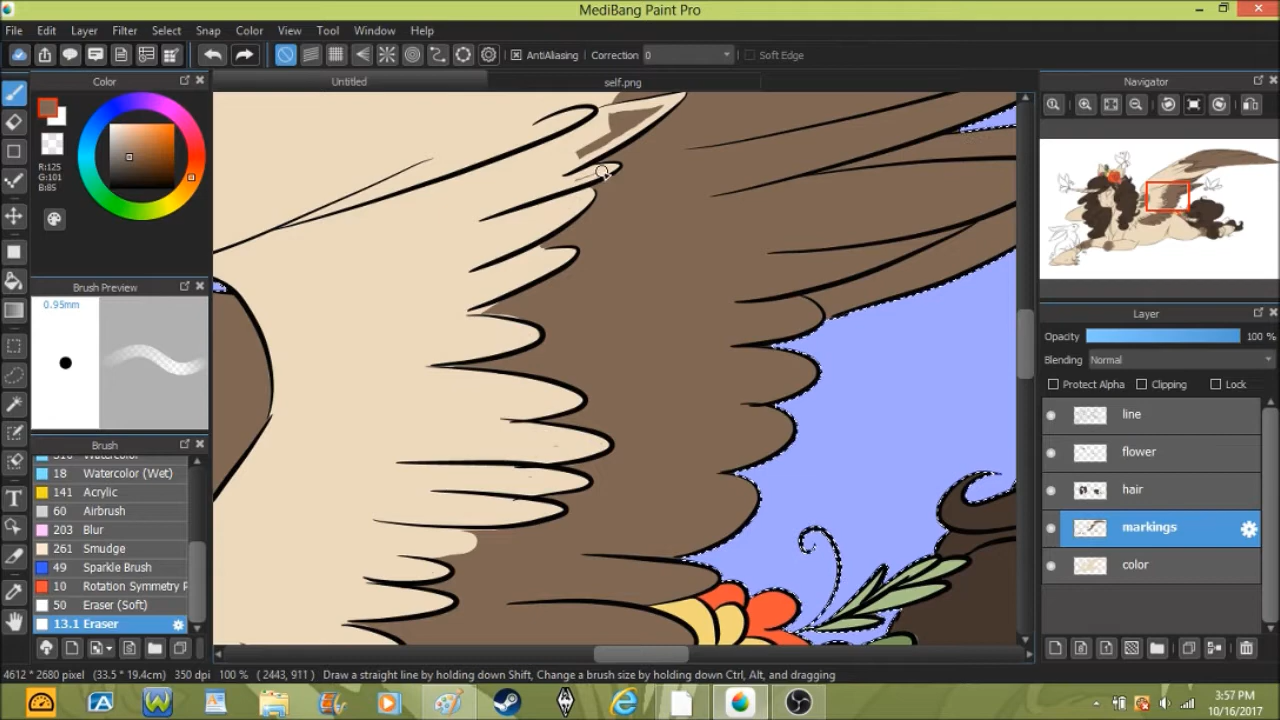 MediBang Paint Pro
File Edit Layer Filter Select Snap Color View Tool Window Help
AntiAliasing Correction 0 Soft Edge
Color Untitled self.png Navigator
R:125
G:101
B:85
Brush Preview
0.95mm
Layer
Opacity 100 %
Blending Normal
Protect Alpha Clipping Lock
line
flower
hair
markings
color
Brush
18 Watercolor (Wet)
141 Acrylic
60 Airbrush
203 Blur
261 Smudge
49 Sparkle Brush
10 Rotation Symmetry
50 Eraser (Soft)
13.1 Eraser
4612 * 2680 pixel (33.5 * 19.4cm) 350 dpi 100 % ( 2443, 911 ) Draw a straight line by holding down Shift, Change a brush size by holding down Ctrl, Alt, and dragging
3:57 PM
10/16/2017